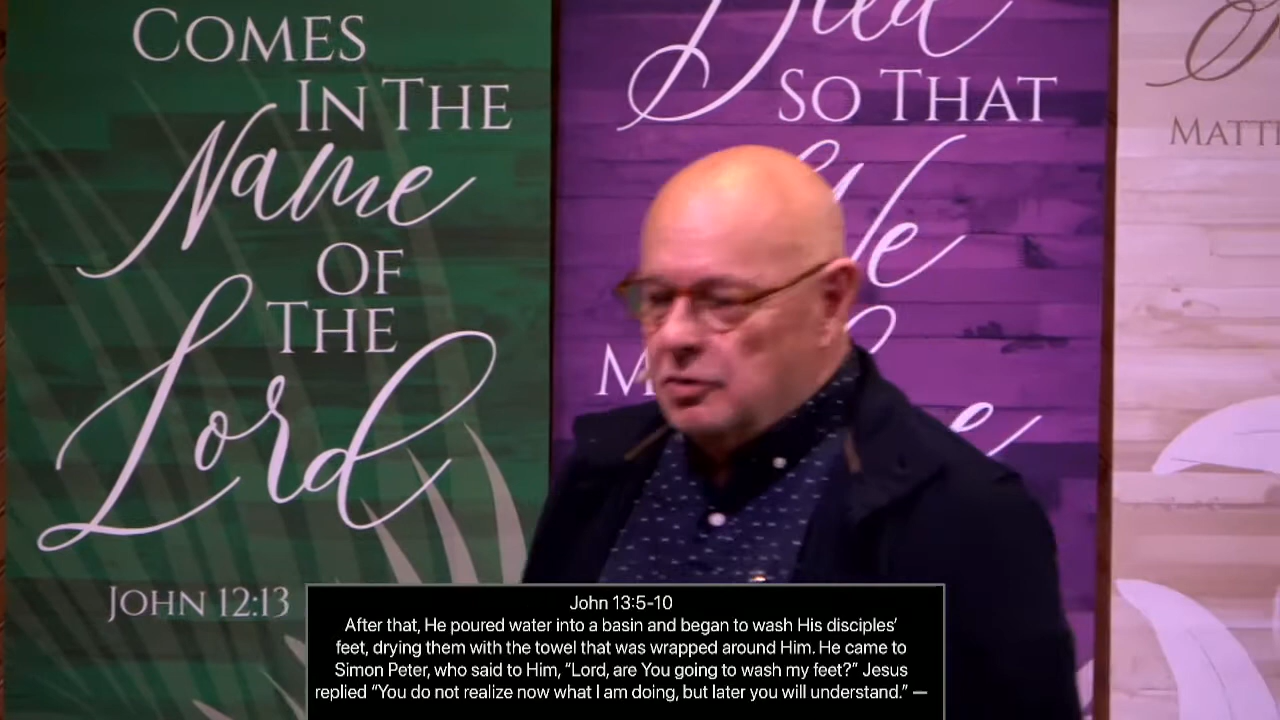 COMES
IN THE
Name
OF
THE
Lord
JOHN 12:13
Died
SO THAT
We
M
e
MATT
John 13:5-10
After that, He poured water into a basin and began to wash His disciples’
feet, drying them with the towel that was wrapped around Him. He came to
Simon Peter, who said to Him, “Lord, are You going to wash my feet?” Jesus
replied “You do not realize now what I am doing, but later you will understand.” —